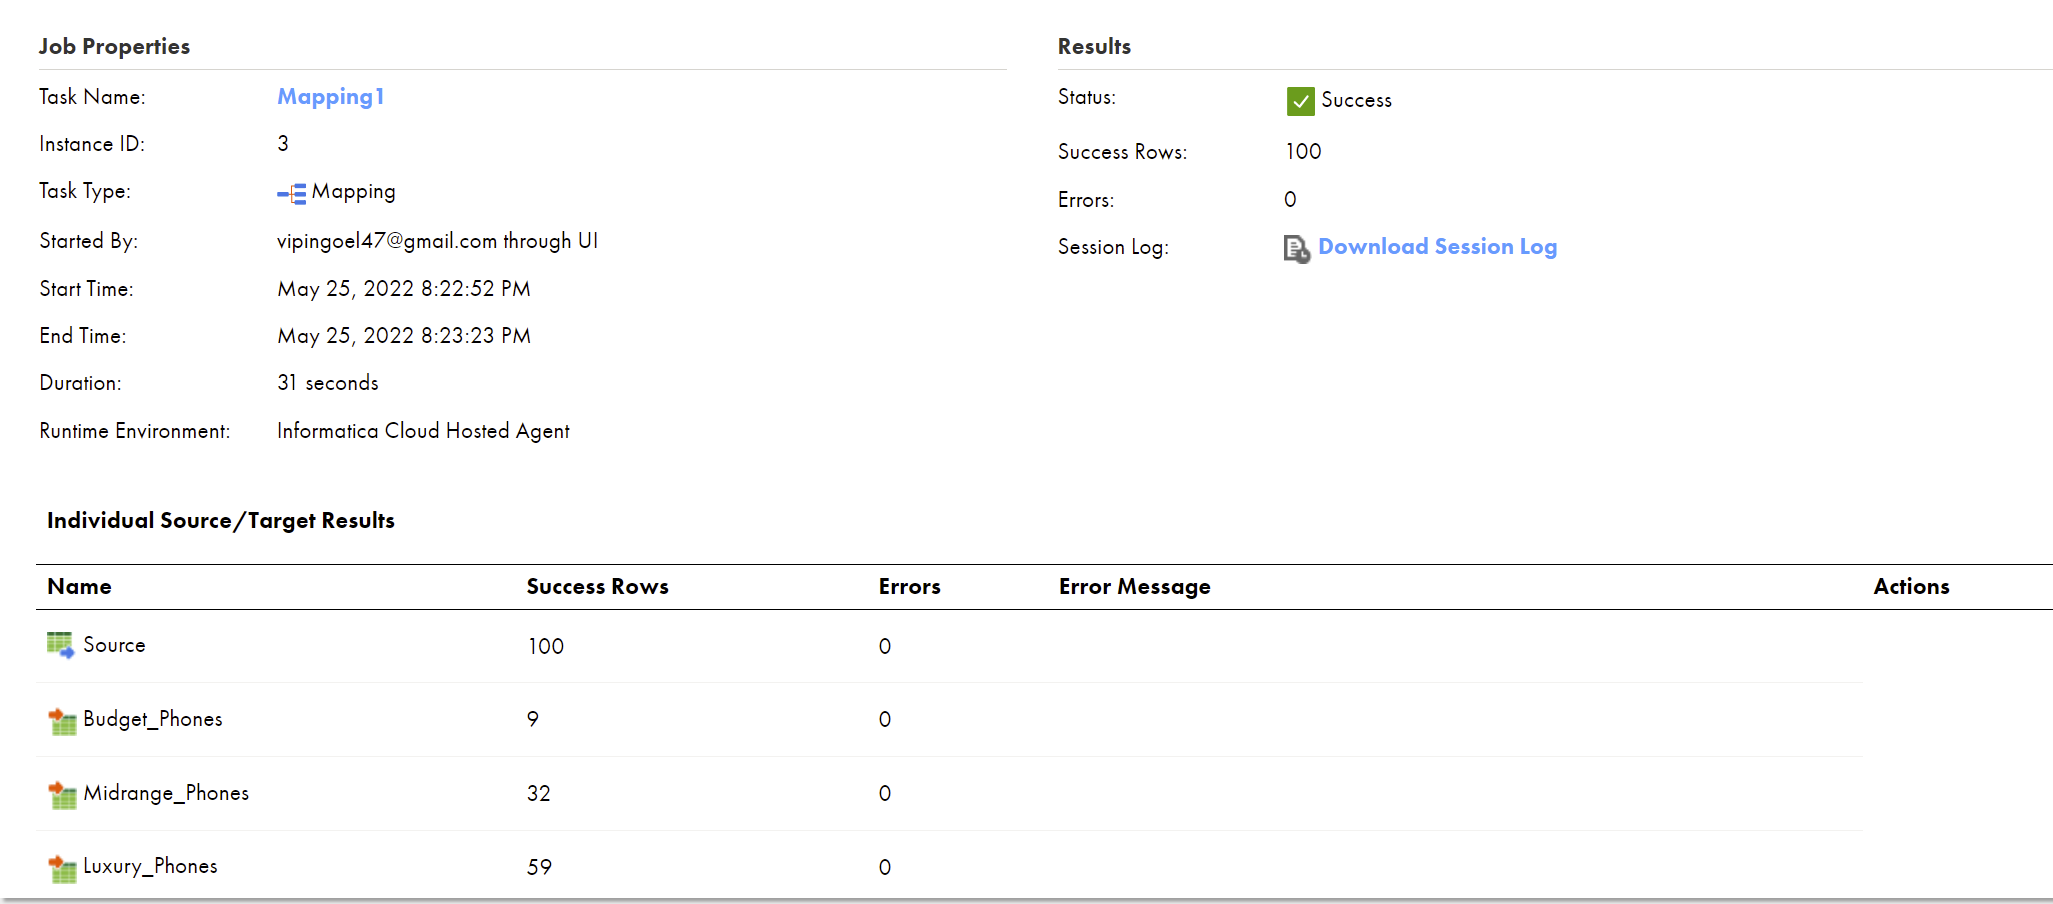 Job Properties
Task Name: Mapping1
Instance ID: 3
Task Type: Mapping
Started By: vipingoel47@gmail.com through UI
Start Time: May 25, 2022 8:22:52 PM
End Time: May 25, 2022 8:23:23 PM
Duration: 31 seconds
Runtime Environment: Informatica Cloud Hosted Agent
Results
Status: Success
Success Rows: 100
Errors: 0
Session Log: Download Session Log
Individual Source/Target Results
Name Success Rows Errors Error Message Actions
Source 100 0
Budget_Phones 9 0
Midrange_Phones 32 0
Luxury_Phones 59 0